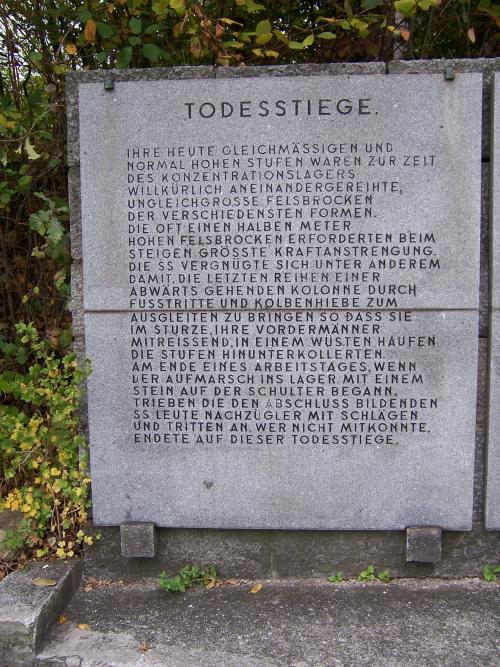 TODESSTIEGE.
IHRE HEUTE GLEICHMÄSSIGEN UND
NORMAL HOHEN STUFEN WAREN ZUR ZEIT
DES KONZENTRATIONSLAGERS
WILLKÜRLICH ANEINANDERGEREIHTE,
UNGLEICHGROSSE FELSBROCKEN
DER VERSCHIEDENSTEN FORMEN.
DIE OFT EINEN HALBEN METER
HOHEN FELSBROCKEN ERFORDERTEN BEIM
STEIGEN GRÖSSTE KRAFTANSTRENGUNG.
DIE SS VERGNÜGTE SICH UNTER ANDEREM
DAMIT, DIE LETZTEN REIHEN EINER
ABWÄRTS GEHENDEN KOLONNE DURCH
FUSSTRITTE UND KOLBENHIEBE ZUM
AUSGLEITEN ZU BRINGEN SO DASS SIE
IM STURZE, IHRE VORDERMÄNNER
MITREISSEND, IN EINEM WÜSTEN HAUFEN
DIE STUFEN HINUNTERKOLLERTEN.
AM ENDE EINES ARBEITSTAGES, WENN
DER AUFMARSCH INS LAGER MIT EINEM
STEIN AUF DER SCHULTER BEGANN,
TRIEBEN DIE DEN ABSCHLUSS BILDENDEN
SS LEUTE NACHZÜGLER MIT SCHLÄGEN
UND TRITTEN AN. WER NICHT MITKONNTE,
ENDETE AUF DIESER TODESSTIEGE.